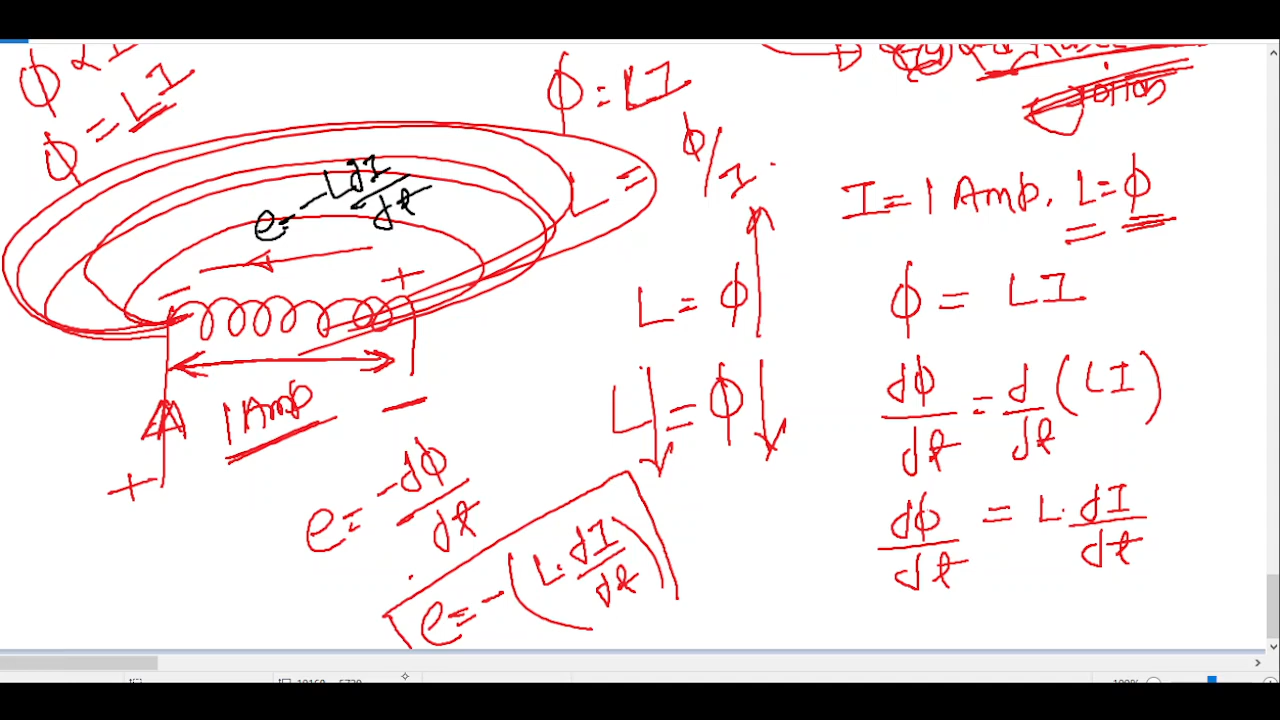 ϕ ∝ I
ϕ = LI
ϕ = LI
L = ϕ/I
e = -L dI/dt
- +
1 Amp
+ -
L = ϕ
L = ϕ
e = -dϕ/dt
e = -(L. dI/dt)
I = 1 Amp. L = ϕ
ϕ = LI
dϕ/dt = d/dt (LI)
dϕ/dt = L. dI/dt
100%